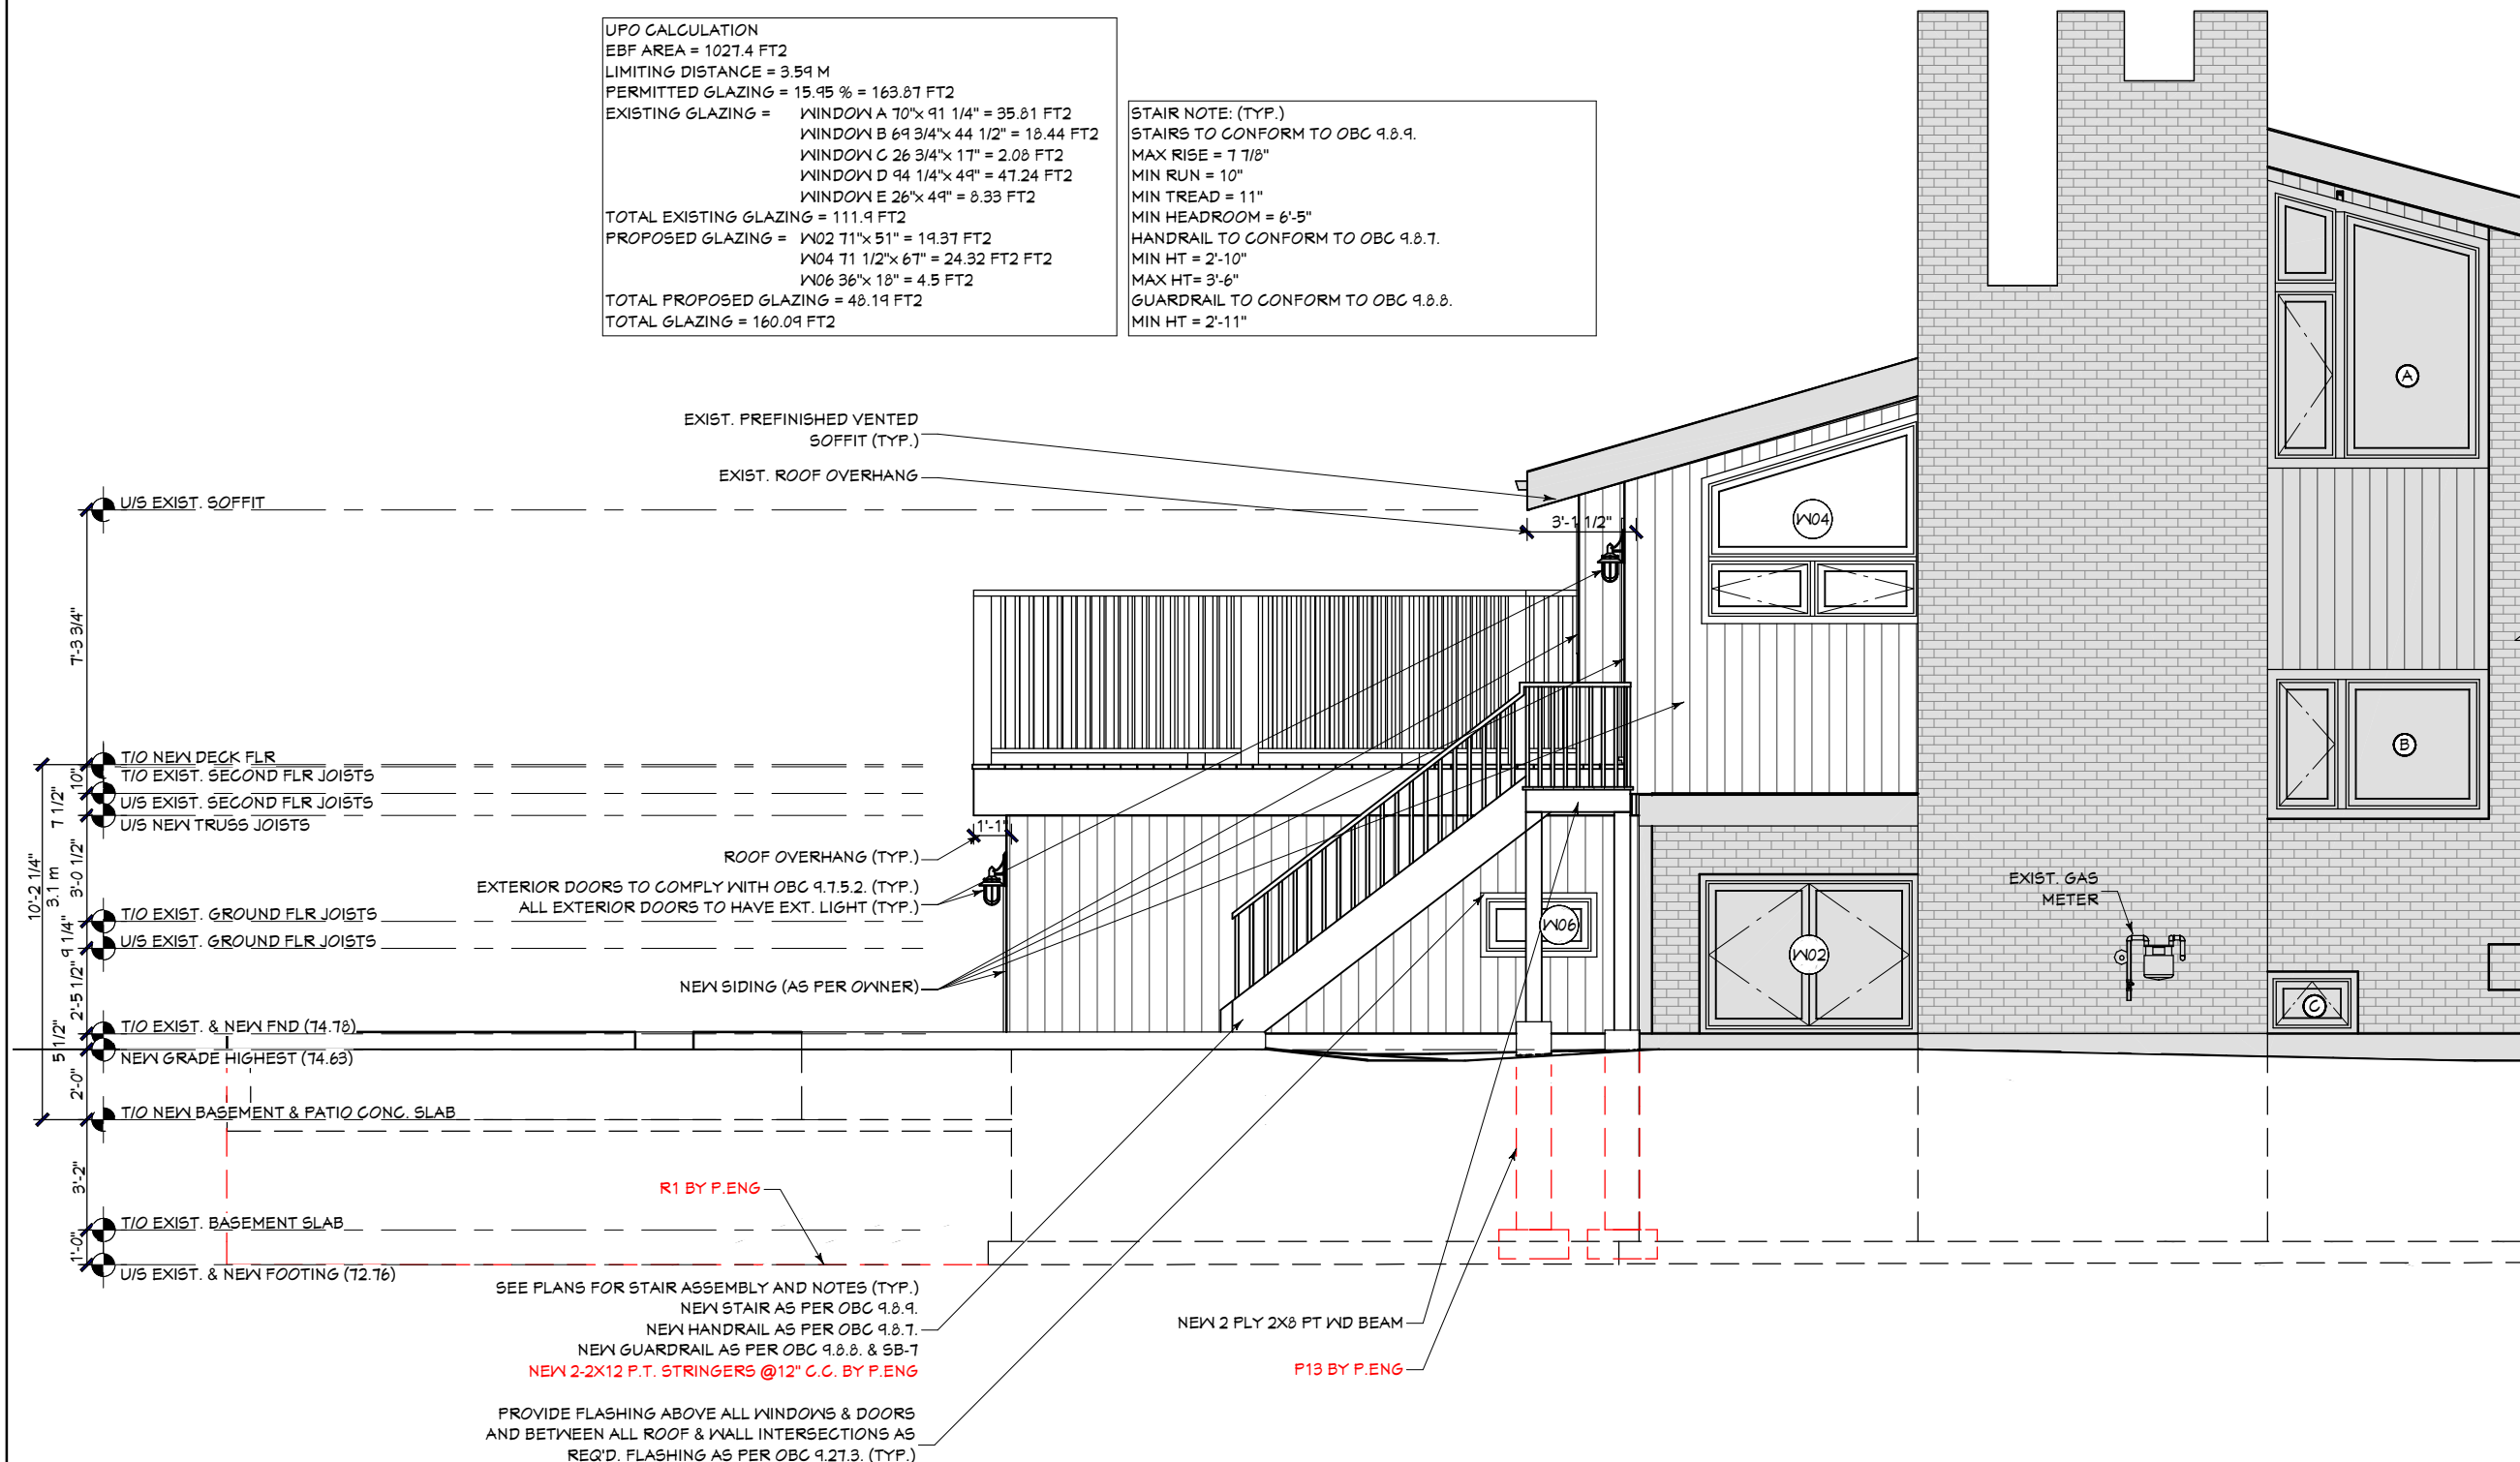 UPO CALCULATION
EBF AREA = 1027.4 FT2
LIMITING DISTANCE = 3.59 M
PERMITTED GLAZING = 15.95 % = 163.87 FT2
EXISTING GLAZING = WINDOW A 70"x 91 1/4" = 35.81 FT2
WINDOW B 69 3/4"x 44 1/2" = 18.44 FT2
WINDOW C 26 3/4"x 17" = 2.08 FT2
WINDOW D 94 1/4"x 49" = 47.24 FT2
WINDOW E 26"x 49" = 8.33 FT2
TOTAL EXISTING GLAZING = 111.9 FT2
PROPOSED GLAZING = W02 71"x 51" = 19.37 FT2
W04 71 1/2"x 67" = 24.32 FT2 FT2
W06 36"x 18" = 4.5 FT2
TOTAL PROPOSED GLAZING = 48.19 FT2
TOTAL GLAZING = 160.09 FT2
STAIR NOTE: (TYP.)
STAIRS TO CONFORM TO OBC 9.8.9.
MAX RISE = 7 7/8"
MIN RUN = 10"
MIN TREAD = 11"
MIN HEADROOM = 6'-5"
HANDRAIL TO CONFORM TO OBC 9.8.7.
MIN HT = 2'-10"
MAX HT= 3'-6"
GUARDRAIL TO CONFORM TO OBC 9.8.8.
MIN HT = 2'-11"
EXIST. PREFINISHED VENTED
SOFFIT (TYP.)
EXIST. ROOF OVERHANG
U/S EXIST. SOFFIT
3'-1 1/2"
W04
A
7'-3 3/4"
B
T/O NEW DECK FLR
T/O EXIST. SECOND FLR JOISTS
10"
U/S EXIST. SECOND FLR JOISTS
7 1/2"
U/S NEW TRUSS JOISTS
1'-1"
ROOF OVERHANG (TYP.)
EXTERIOR DOORS TO COMPLY WITH OBC 9.7.5.2. (TYP.)
ALL EXTERIOR DOORS TO HAVE EXT. LIGHT (TYP.)
10'-2 1/4"
3.1 m
3'-0 1/2"
T/O EXIST. GROUND FLR JOISTS
9 1/4"
U/S EXIST. GROUND FLR JOISTS
W06
W02
EXIST. GAS
METER
C
NEW SIDING (AS PER OWNER)
2'-5 1/2"
T/O EXIST. & NEW FND (74.78)
5 1/2"
NEW GRADE HIGHEST (74.63)
2'-0"
T/O NEW BASEMENT & PATIO CONC. SLAB
3'-2"
R1 BY P.ENG
T/O EXIST. BASEMENT SLAB
1'-0"
U/S EXIST. & NEW FOOTING (72.76)
SEE PLANS FOR STAIR ASSEMBLY AND NOTES (TYP.)
NEW STAIR AS PER OBC 9.8.9.
NEW HANDRAIL AS PER OBC 9.8.7.
NEW GUARDRAIL AS PER OBC 9.8.8. & SB-7
NEW 2-2X12 P.T. STRINGERS @12" C.C. BY P.ENG
NEW 2 PLY 2X8 PT WD BEAM
P13 BY P.ENG
PROVIDE FLASHING ABOVE ALL WINDOWS & DOORS
AND BETWEEN ALL ROOF & WALL INTERSECTIONS AS
REQ'D. FLASHING AS PER OBC 9.27.3. (TYP.)